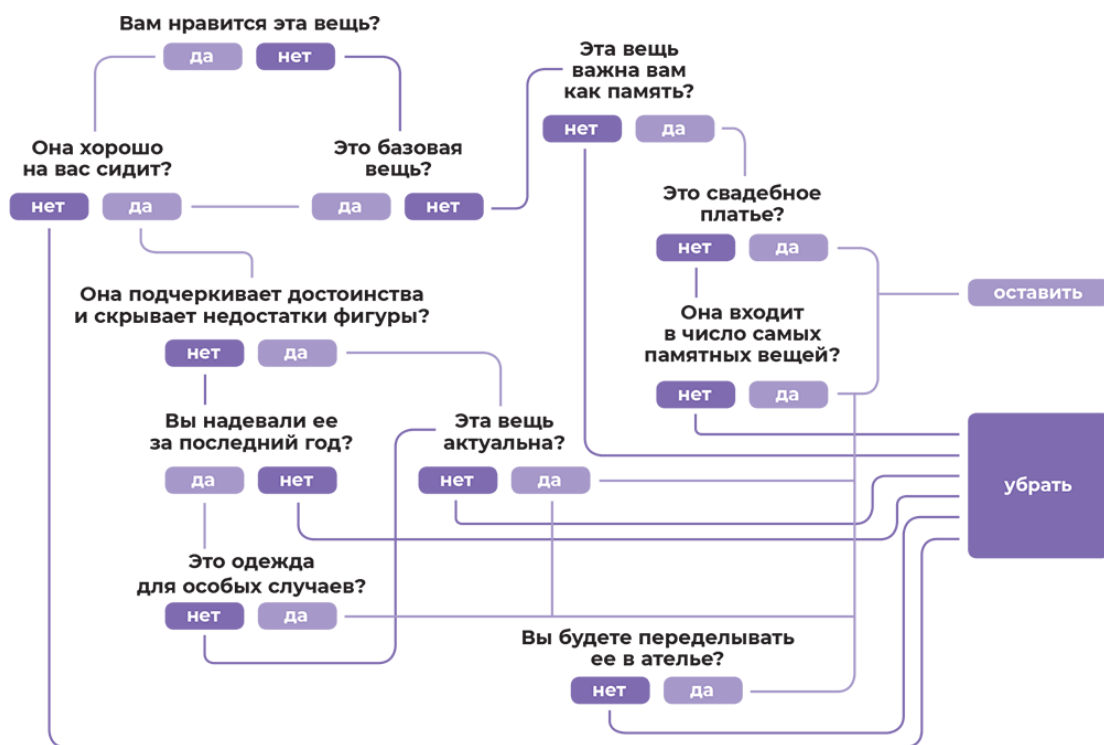 Вам нравится эта вещь?
да
нет
Она хорошо
на вас сидит?
нет
да
Это базовая
вещь?
да
нет
Эта вещь
важна вам
как память?
нет
да
Это свадебное
платье?
нет
да
Она входит
в число самых
памятных вещей?
нет
да
оставить
Она подчеркивает достоинства
и скрывает недостатки фигуры?
нет
да
Вы надевали ее
за последний год?
да
нет
Эта вещь
актуальна?
нет
да
убрать
Это одежда
для особых случаев?
нет
да
Вы будете переделывать
ее в ателье?
нет
да